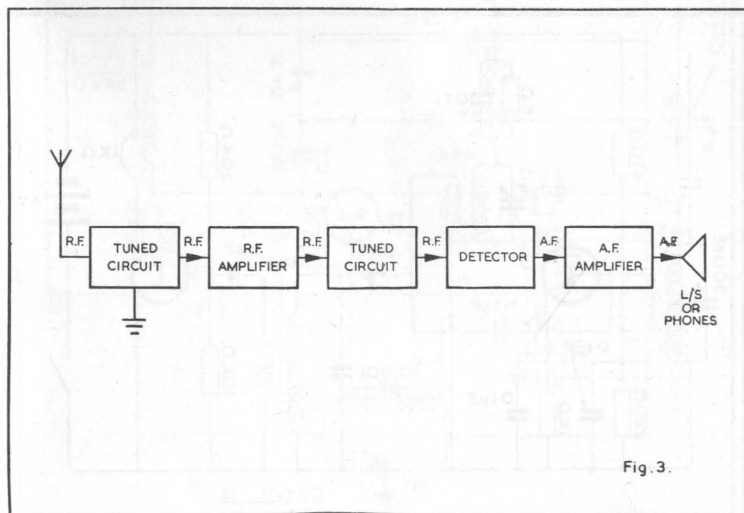 R.F.
TUNED
CIRCUIT
R.F.
R.F.
AMPLIFIER
R.F.
TUNED
CIRCUIT
R.F.
DETECTOR
A.F.
A.F.
AMPLIFIER
A.F.
L/S
OR
PHONES
Fig.3.